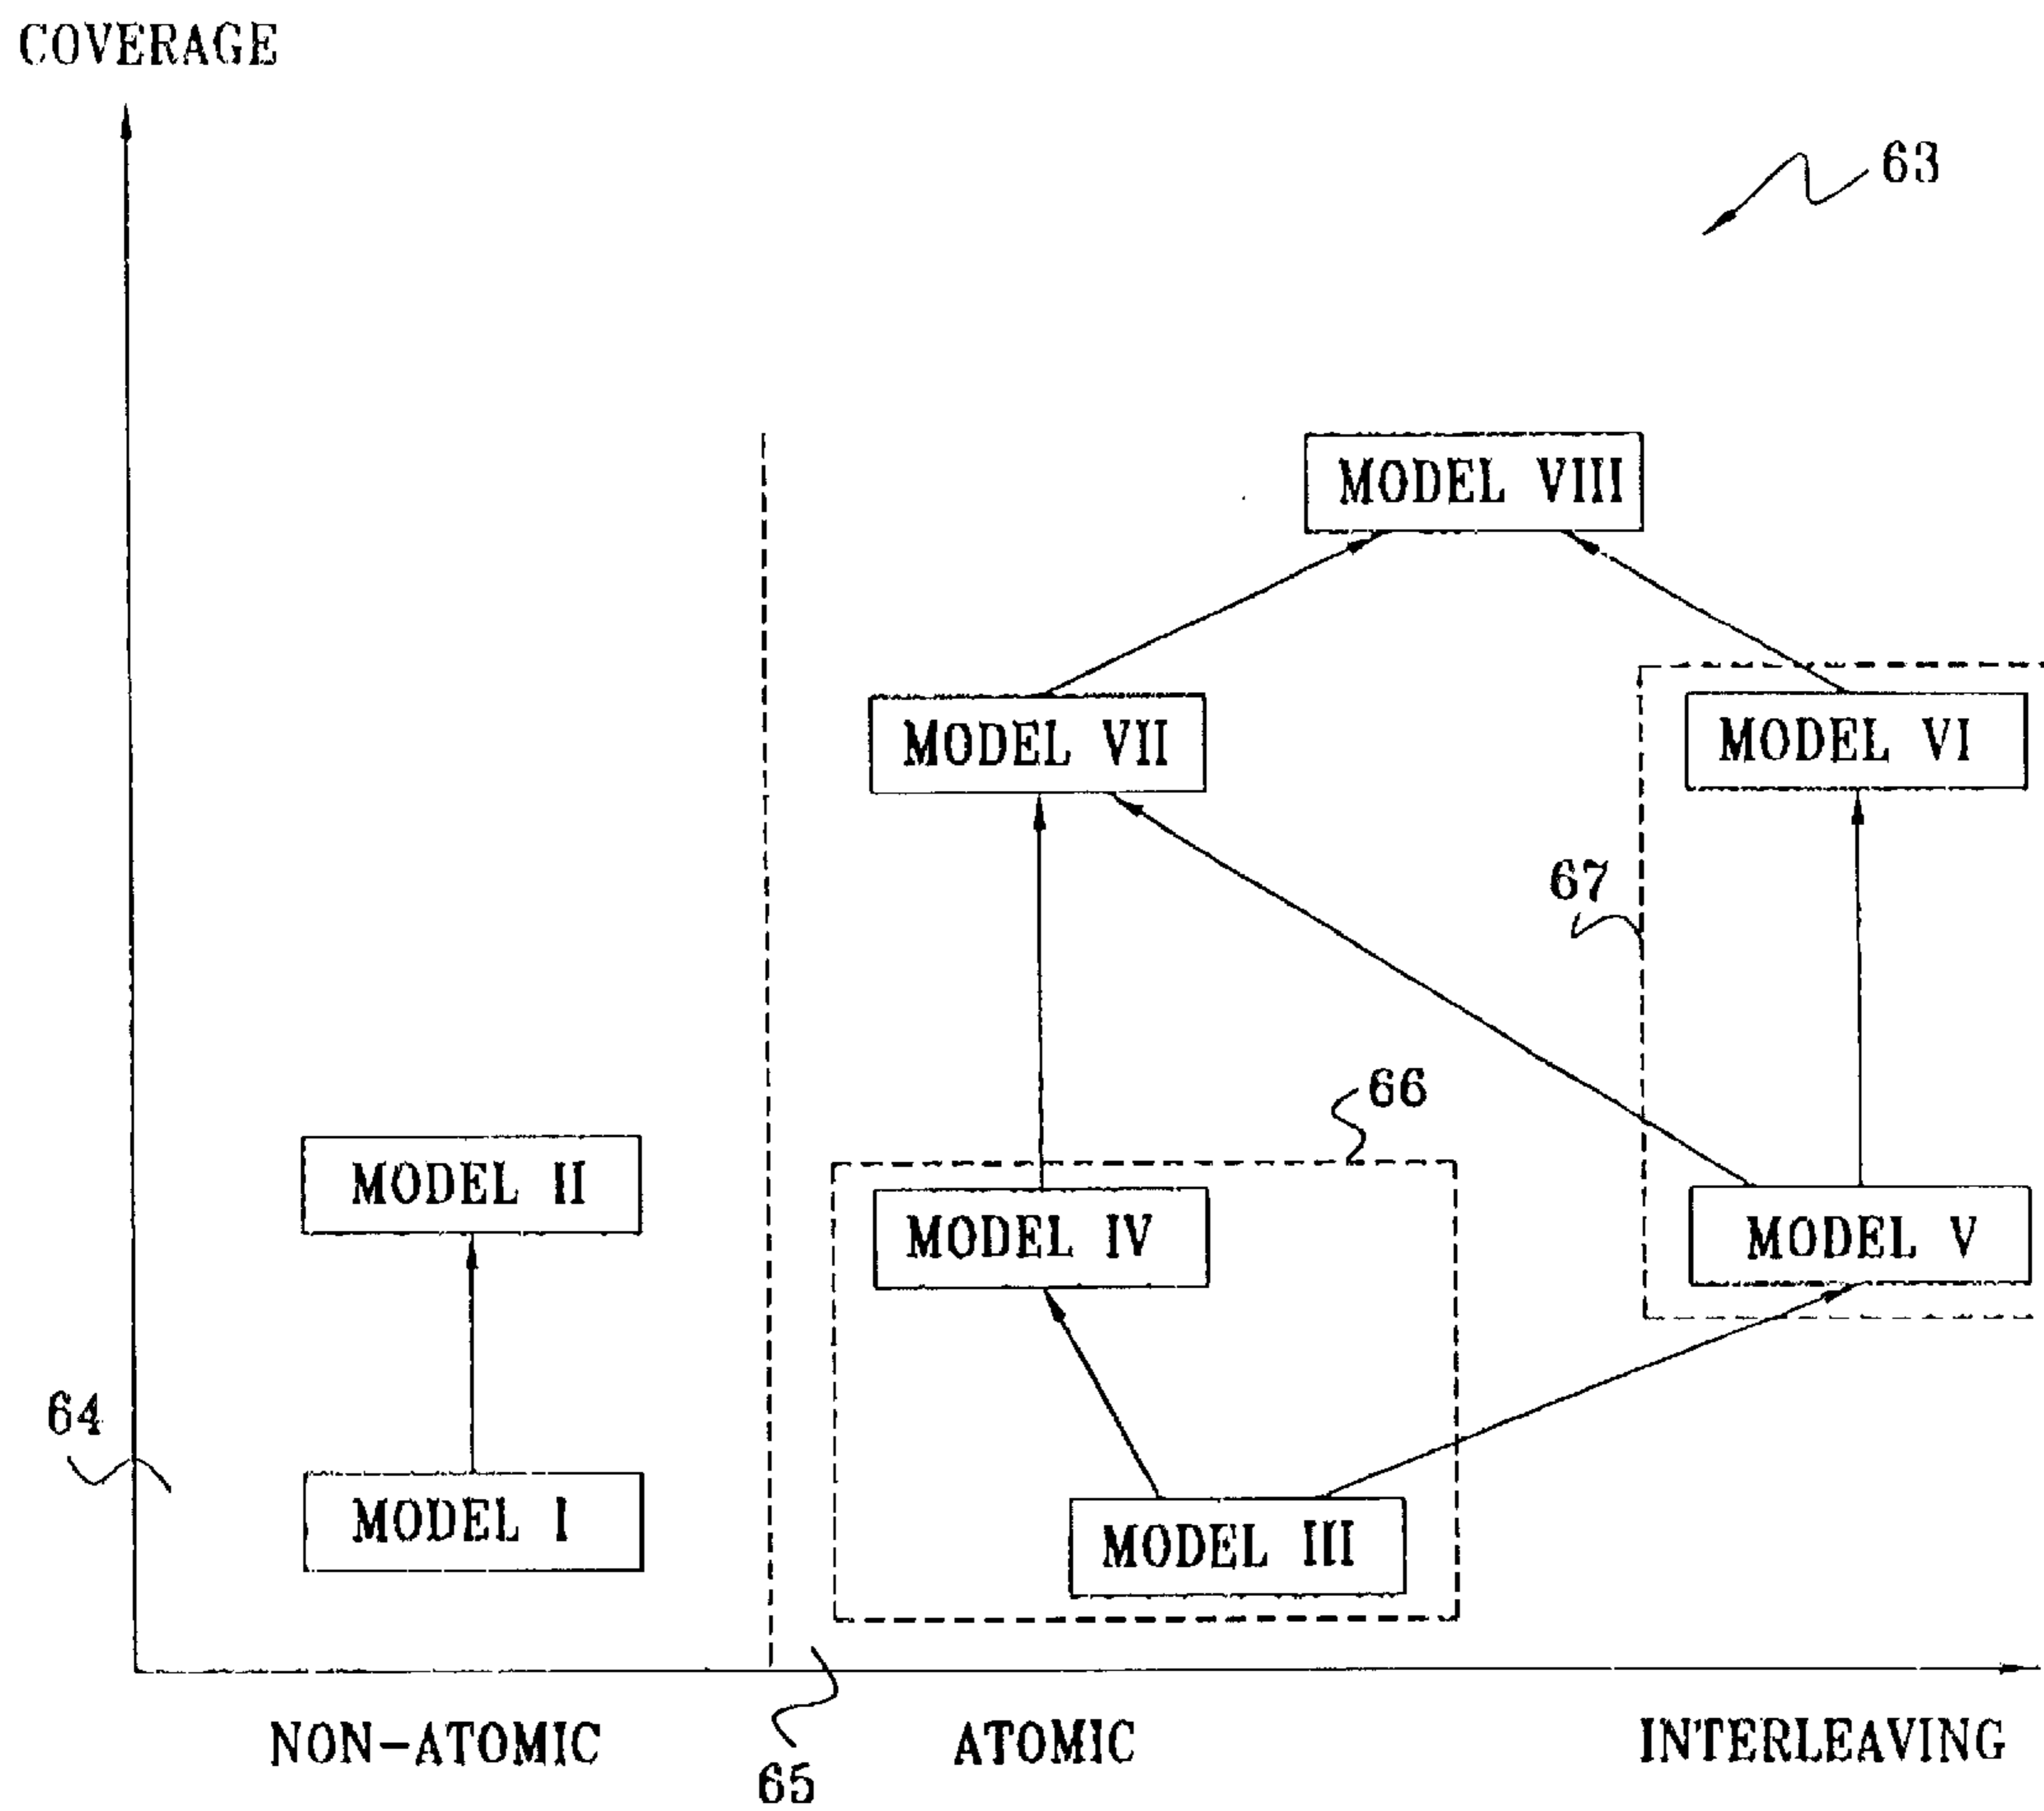 COVERAGE
63
MODEL VIII
MODEL VII
MODEL VI
67
66
MODEL II
MODEL IV
MODEL V
64
MODEL I
MODEL III
NON-ATOMIC
ATOMIC
INTERLEAVING
65